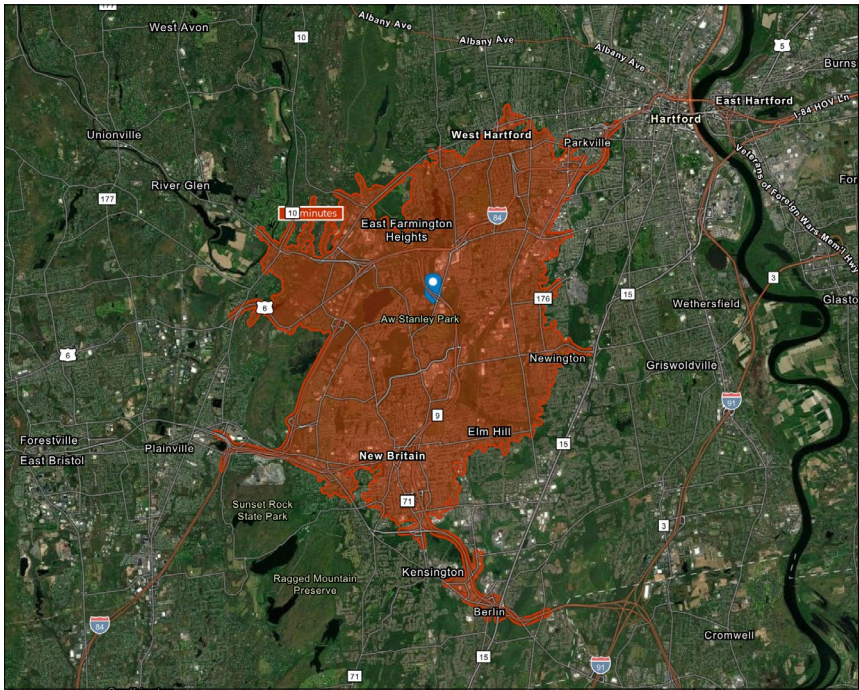 177
Albany Ave
West Avon
10
Albany Ave
5
Albany Ave
Burns
East Hartford
I-84 HOV Ln
Hartford
Unionville
West Hartford
Parkville
Veterans of Foreign Wars Mem'l Hwy
For
River Glen
177
10 minutes
84
East Farmington
Heights
3
176
15
Glasto
6
Wethersfield
Aw Stanley Park
6
Newington
Griswoldville
91
9
Elm Hill
Forestville
Plainville
15
East Bristol
New Britain
71
Sunset Rock
State Park
3
Kensington
Ragged Mountain
Preserve
Berlin
84
Cromwell
15
91
71